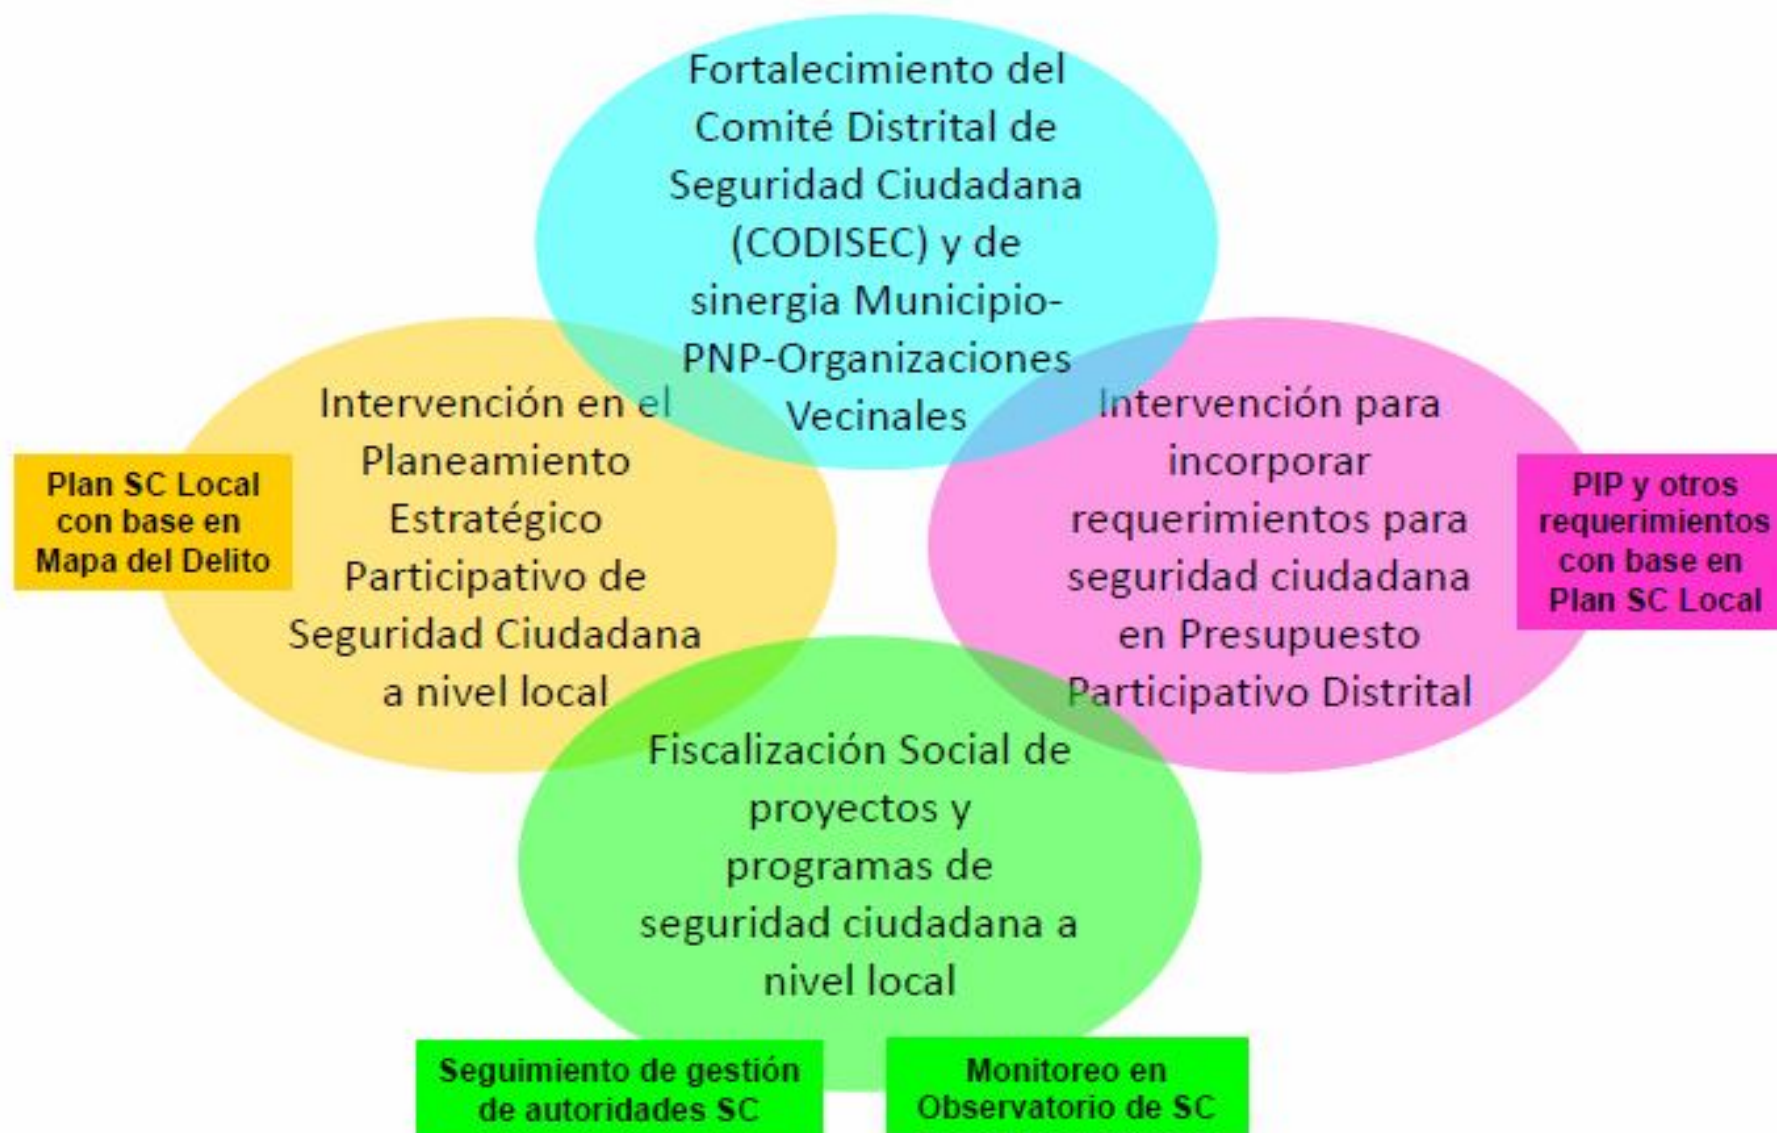 Fortalecimiento del
Comité Distrital de
Seguridad Ciudadana
(CODISEC) y de
sinergia Municipio-
PNP-Organizaciones
Vecinales
Intervención en el
Planeamiento
Estratégico
Participativo de
Seguridad Ciudadana
a nivel local
Plan SC Local
con base en
Mapa del Delito
Intervención para
incorporar
requerimientos para
seguridad ciudadana
en Presupuesto
Participativo Distrital
PIP y otros
requerimientos
con base en
Plan SC Local
Fiscalización Social de
proyectos y
programas de
seguridad ciudadana a
nivel local
Seguimiento de gestión
de autoridades SC
Monitoreo en
Observatorio de SC